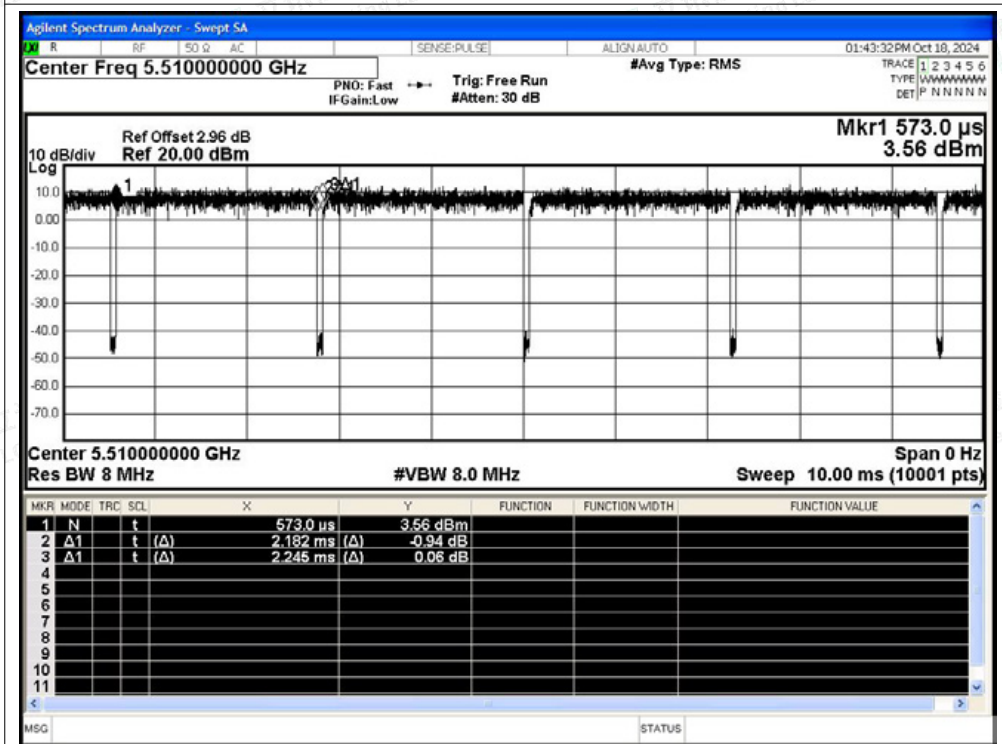 Agilent Spectrum Analyzer - Swept SA
R RF 50 Ω AC SENSE:PULSE ALIGN AUTO 01:43:32 PM Oct 18, 2024
Center Freq 5.510000000 GHz #Avg Type: RMS TRACE 1 2 3 4 5 6
PNO: Fast Trig: Free Run TYPE
IFGain:Low #Atten: 30 dB DET P N N N N N
Mkr1 573.0 µs
Ref Offset 2.96 dB
10 dB/div Ref 20.00 dBm 3.56 dBm
Log
10.0
0.00
-10.0
-20.0
-30.0
-40.0
-50.0
-60.0
-70.0
1
Center 5.510000000 GHz Span 0 Hz
Res BW 8 MHz #VBW 8.0 MHz Sweep 10.00 ms (10001 pts)
MKR MODE TRC SCL X Y FUNCTION FUNCTION WIDTH FUNCTION VALUE
1 N t 573.0 µs 3.56 dBm
2 Δ1 t (Δ) 2.182 ms (Δ) -0.94 dB
3 Δ1 t (Δ) 2.245 ms (Δ) 0.06 dB
4
5
6
7
8
9
10
11
MSG STATUS